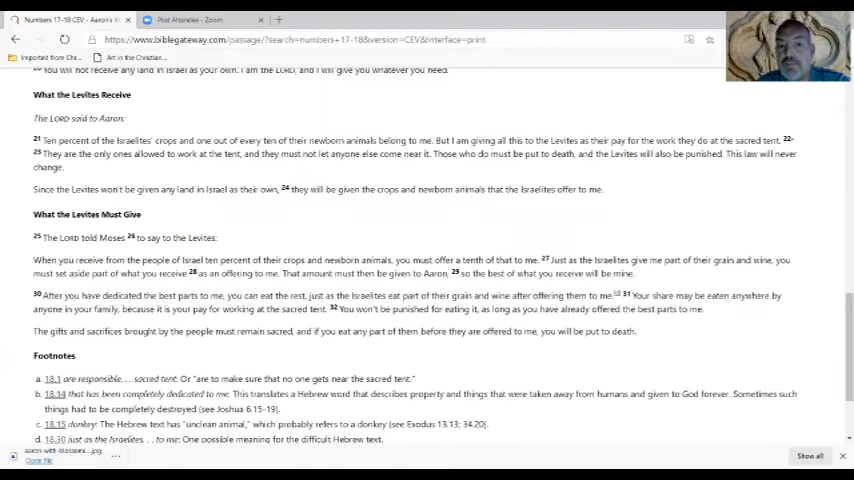 Numbers 17-18 CEV - Aaron's
Post Attendee - Zoom
https://www.biblegateway.com/passage/?search=numbers+17-18&version=CEV&interface=print
Imported from Chr...
Art in the Christian...
You will not receive any land in Israel as your own. I am the LORD, and I will give you whatever you need.
What the Levites Receive
The LORD said to Aaron:
21 Ten percent of the Israelites' crops and one out of every ten of their newborn animals belong to me. But I am giving all this to the Levites as their pay for the work they do at the sacred tent. 22-
23 They are the only ones allowed to work at the tent, and they must not let anyone else come near it. Those who do must be put to death, and the Levites will also be punished. This law will never
change.
Since the Levites won't be given any land in Israel as their own, 24 they will be given the crops and newborn animals that the Israelites offer to me.
What the Levites Must Give
25 The LORD told Moses 26 to say to the Levites:
When you receive from the people of Israel ten percent of their crops and newborn animals, you must offer a tenth of that to me. 27 Just as the Israelites give me part of their grain and wine, you
must set aside part of what you receive 28 as an offering to me. That amount must then be given to Aaron, 29 so the best of what you receive will be mine.
30 After you have dedicated the best parts to me, you can eat the rest, just as the Israelites eat part of their grain and wine after offering them to me.[d] 31 Your share may be eaten anywhere by
anyone in your family, because it is your pay for working at the sacred tent. 32 You won't be punished for eating it, as long as you have already offered the best parts to me.
The gifts and sacrifices brought by the people must remain sacred, and if you eat any part of them before they are offered to me, you will be put to death.
Footnotes
a. 18.1 are responsible. . . sacred tent: Or "are to make sure that no one gets near the sacred tent."
b. 18.14 that has been completely dedicated to me: This translates a Hebrew word that describes property and things that were taken away from humans and given to God forever. Sometimes such
things had to be completely destroyed (see Joshua 6.15-19).
c. 18.15 donkey: The Hebrew text has "unclean animal," which probably refers to a donkey (see Exodus 13.13; 34.20).
d. 18.30 just as the Israelites. . . to me: One possible meaning for the difficult Hebrew text.
aaron-with-blossomi....jpg
Open file
Show all